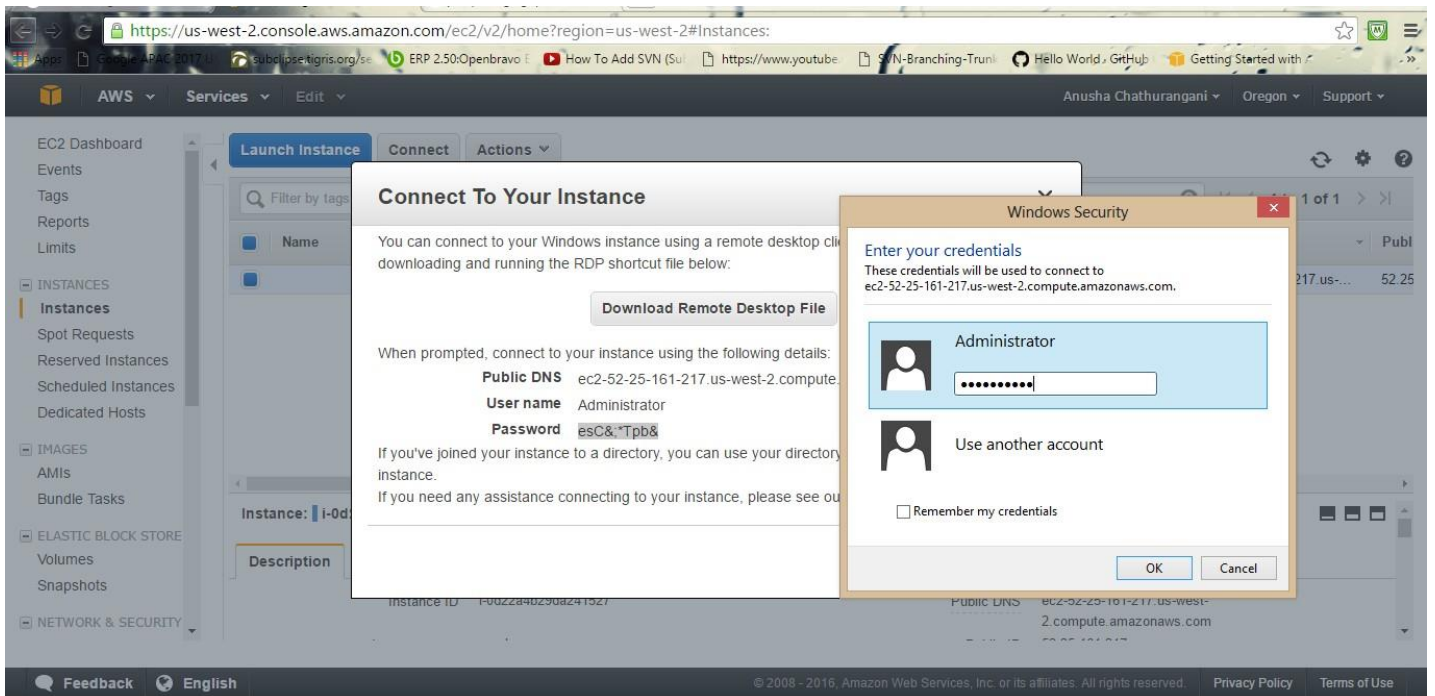 https://us-west-2.console.aws.amazon.com/ec2/v2/home?region=us-west-2#Instances:
Apps Google APAC 2017 subclipse.tigris.org/se ERP 2.50:Openbravo E How To Add SVN (Su https://www.youtube. SVN-Branching-Trunk Hello World · GitHub Getting Started with
AWS Services Edit Anusha Chathurangani Oregon Support
EC2 Dashboard
Events
Tags
Reports
Limits
INSTANCES
Instances
Spot Requests
Reserved Instances
Scheduled Instances
Dedicated Hosts
IMAGES
AMIs
Bundle Tasks
ELASTIC BLOCK STORE
Volumes
Snapshots
NETWORK & SECURITY
Launch Instance Connect Actions
Filter by tags
1 of 1
Name
Publ
217.us-... 52.25
Connect To Your Instance
You can connect to your Windows instance using a remote desktop cli
downloading and running the RDP shortcut file below:
Download Remote Desktop File
When prompted, connect to your instance using the following details:
Public DNS ec2-52-25-161-217.us-west-2.compute.
User name Administrator
Password esC&;*Tpb&
If you've joined your instance to a directory, you can use your directory
instance.
If you need any assistance connecting to your instance, please see ou
Windows Security
Enter your credentials
These credentials will be used to connect to
ec2-52-25-161-217.us-west-2.compute.amazonaws.com.
Administrator
Use another account
Remember my credentials
OK Cancel
Instance: i-0d
Description
Instance ID i-0d22a4b29da241527
Public DNS ec2-52-25-161-217.us-west-
2.compute.amazonaws.com
Feedback English
© 2008 - 2016, Amazon Web Services, Inc. or its affiliates. All rights reserved. Privacy Policy Terms of Use